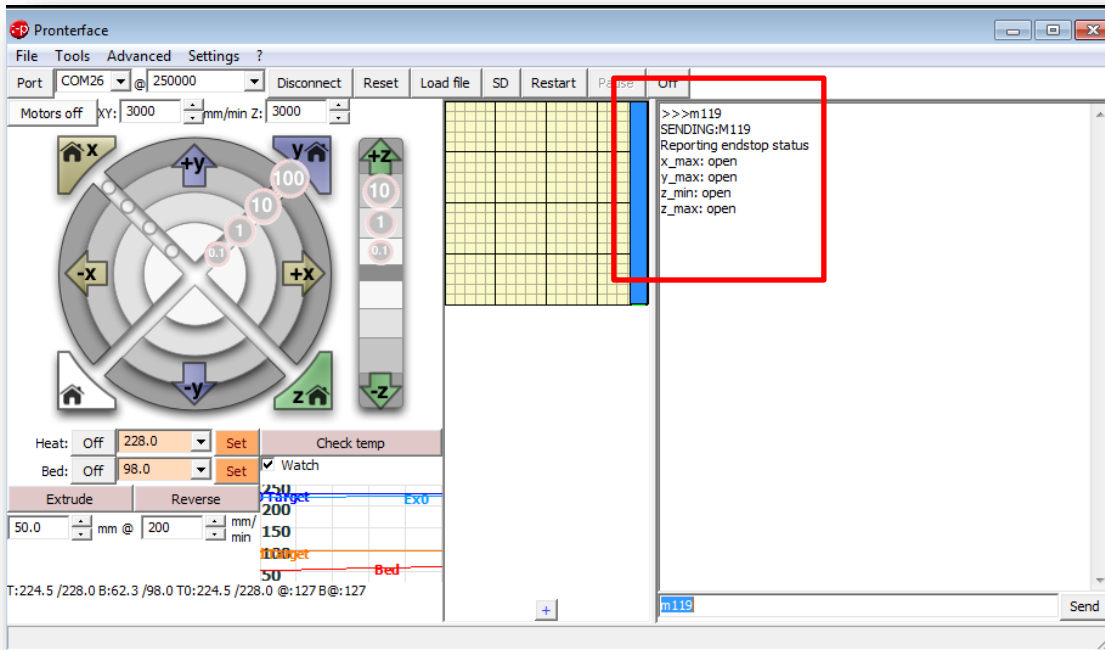 Pronterface
File Tools Advanced Settings ?
Port COM26 @ 250000 Disconnect Reset Load file SD Restart Pause Off
Motors off XY: 3000 mm/min Z: 3000
x +y y +z
100 10
10 1
1 0.1
0.1
-x +x
-y z -z
Heat: Off 228.0 Set Check temp
Bed: Off 98.0 Set Watch
Extrude Reverse
50.0 mm @ 200 mm/
min
250
Target Ex0
200
150
100
Target
50 Bed
T:224.5 /228.0 B:62.3 /98.0 T0:224.5 /228.0 @:127 B@:127
+
>>>m119
SENDING:M119
Reporting endstop status
x_max: open
y_max: open
z_min: open
z_max: open
m119 Send